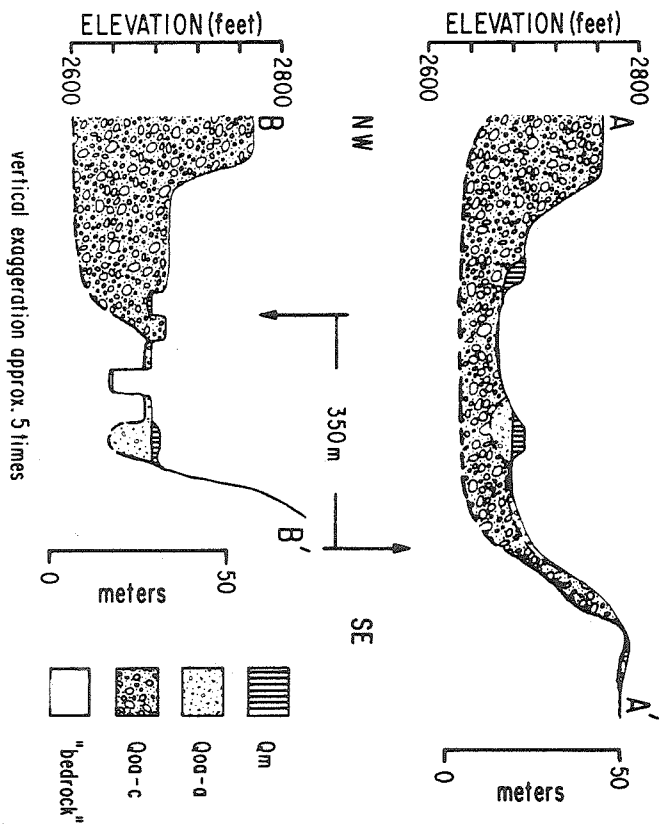 ELEVATION (feet)
2800
2600
A
A′
50
0
meters
NW
350m
SE
ELEVATION (feet)
2800
2600
B
B′
50
0
meters
vertical exaggeration approx. 5 times
Qm
Qoa-a
Qoa-c
"bedrock"